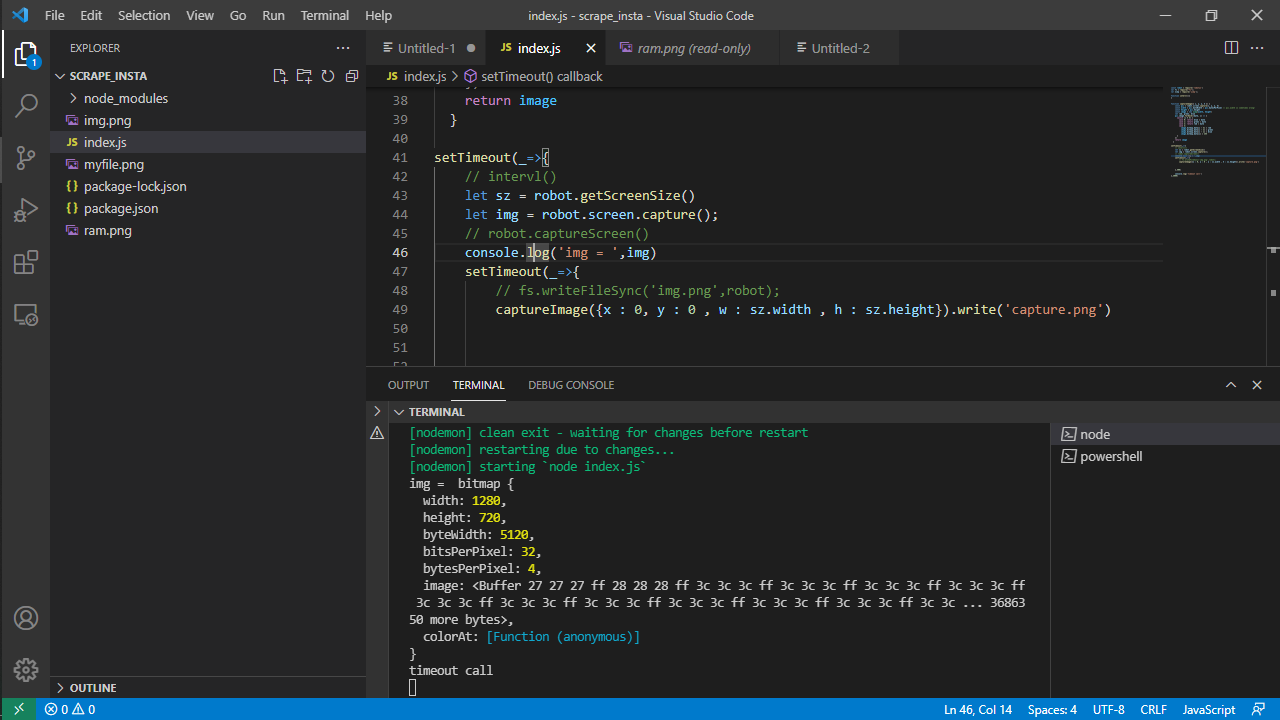 File Edit Selection View Go Run Terminal Help
index.js - scrape_insta - Visual Studio Code
1
EXPLORER
SCRAPE_INSTA
node_modules
img.png
JS index.js
myfile.png
{} package-lock.json
{} package.json
ram.png
OUTLINE
Untitled-1
JS index.js
ram.png (read-only)
Untitled-2
JS index.js > setTimeout() callback
38 return image
39 }
40
41 setTimeout(_=>{
42 // intervl()
43 let sz = robot.getScreenSize()
44 let img = robot.screen.capture();
45 // robot.captureScreen()
46 console.log('img = ',img)
47 setTimeout(_=>{
48 // fs.writeFileSync('img.png',robot);
49 captureImage({x : 0, y : 0 , w : sz.width , h : sz.height}).write('capture.png')
50
51
52
OUTPUT TERMINAL DEBUG CONSOLE
TERMINAL
[nodemon] clean exit - waiting for changes before restart
[nodemon] restarting due to changes...
[nodemon] starting `node index.js`
img =  bitmap {
width: 1280,
height: 720,
byteWidth: 5120,
bitsPerPixel: 32,
bytesPerPixel: 4,
image: <Buffer 27 27 27 ff 28 28 28 ff 3c 3c 3c ff 3c 3c 3c ff 3c 3c 3c ff 3c 3c 3c ff
3c 3c 3c ff 3c 3c 3c ff 3c 3c 3c ff 3c 3c 3c ff 3c 3c 3c ff 3c 3c 3c ff 3c 3c ... 36863
50 more bytes>,
colorAt: [Function (anonymous)]
}
timeout call
node
powershell
0 0
Ln 46, Col 14 Spaces: 4 UTF-8 CRLF JavaScript